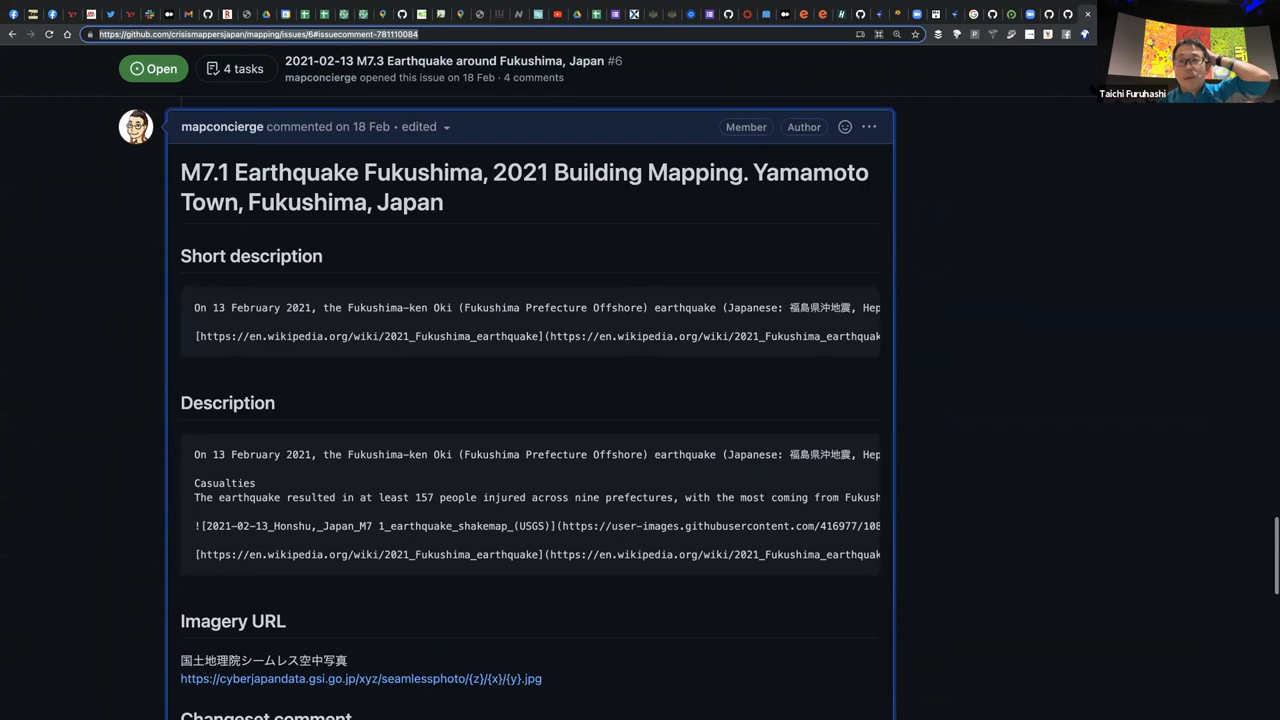 https://github.com/crisismappersjapan/mapping/issues/6#issuecomment-781110084
Taichi Furuhashi
Open
4 tasks
2021-02-13 M7.3 Earthquake around Fukushima, Japan #6
mapconcierge opened this issue on 18 Feb · 4 comments
mapconcierge commented on 18 Feb • edited
Member
Author
M7.1 Earthquake Fukushima, 2021 Building Mapping. Yamamoto
Town, Fukushima, Japan
Short description
On 13 February 2021, the Fukushima-ken Oki (Fukushima Prefecture Offshore) earthquake (Japanese: 福島県沖地震, Hep
[https://en.wikipedia.org/wiki/2021_Fukushima_earthquake](https://en.wikipedia.org/wiki/2021_Fukushima_earthquak
Description
On 13 February 2021, the Fukushima-ken Oki (Fukushima Prefecture Offshore) earthquake (Japanese: 福島県沖地震, Hep
Casualties
The earthquake resulted in at least 157 people injured across nine prefectures, with the most coming from Fukush
![2021-02-13_Honshu,_Japan_M7 1_earthquake_shakemap_(USGS)](https://user-images.githubusercontent.com/416977/108
[https://en.wikipedia.org/wiki/2021_Fukushima_earthquake](https://en.wikipedia.org/wiki/2021_Fukushima_earthquak
Imagery URL
国土地理院シームレス空中写真
https://cyberjapandata.gsi.go.jp/xyz/seamlessphoto/{z}/{x}/{y}.jpg
Changeset comment